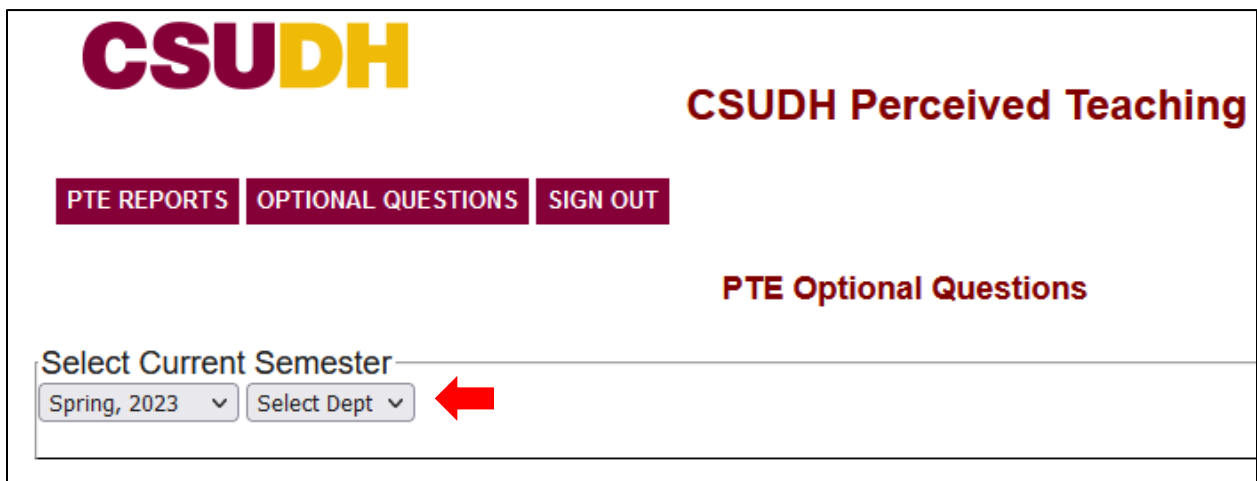 CSUDH
CSUDH Perceived Teaching
PTE REPORTS OPTIONAL QUESTIONS SIGN OUT
PTE Optional Questions
Select Current Semester
Spring, 2023 Select Dept